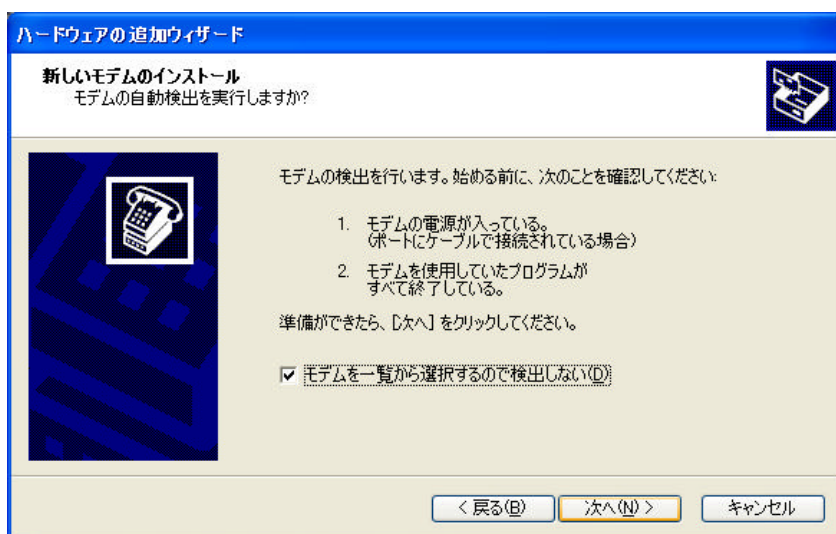 ハードウェアの追加ウィザード
新しいモデムのインストール
モデムの自動検出を実行しますか?
モデムの検出を行います。始める前に、次のことを確認してください:
1. モデムの電源が入っている。
(ポートにケーブルで接続されている場合)
2. モデムを使用していたプログラムが
すべて終了している。
準備ができたら、[次へ] をクリックしてください。
モデムを一覧から選択するので検出しない(D)
< 戻る(B) 次へ(N) > キャンセル